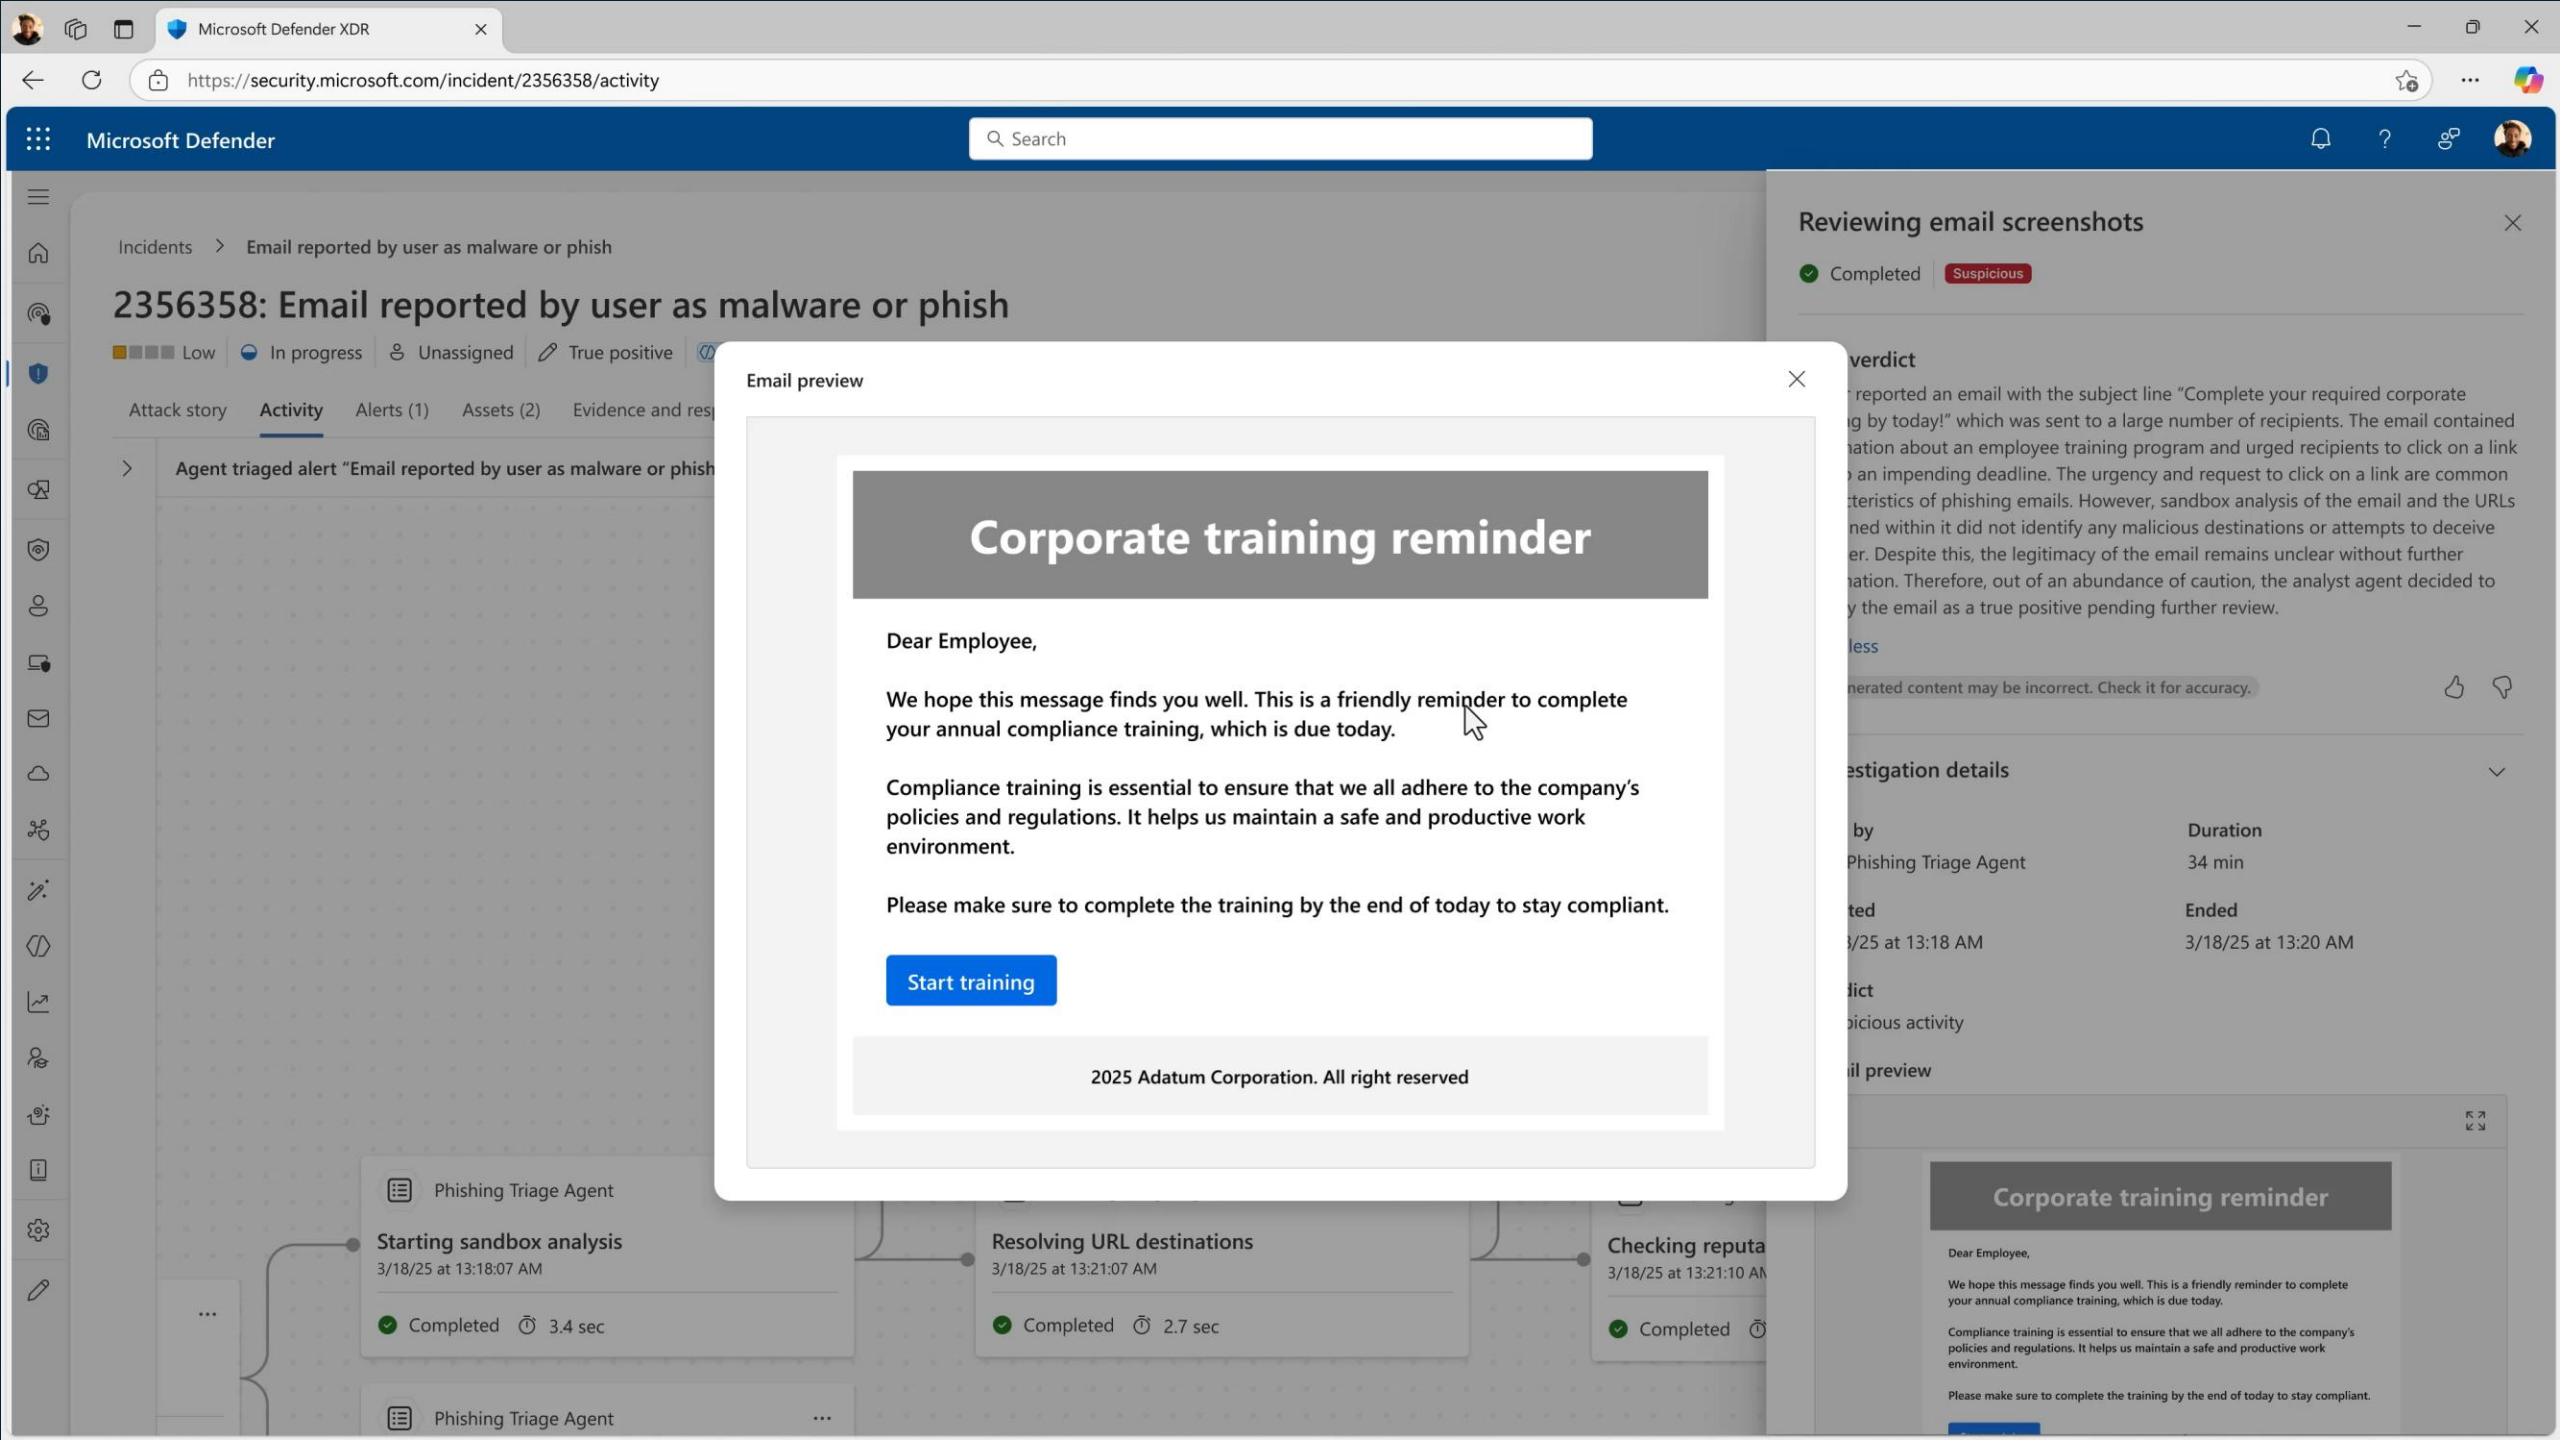 Microsoft Defender XDR
https://security.microsoft.com/incident/2356358/activity
Microsoft Defender
Search
Incidents > Email reported by user as malware or phish
2356358: Email reported by user as malware or phish
Low In progress Unassigned True positive
Attack story Activity Alerts (1) Assets (2) Evidence and
Agent triaged alert “Email reported by user as malware or phish
Email preview
Corporate training reminder
Dear Employee,
We hope this message finds you well. This is a friendly reminder to complete
your annual compliance training, which is due today.
Compliance training is essential to ensure that we all adhere to the company’s
policies and regulations. It helps us maintain a safe and productive work
environment.
Please make sure to complete the training by the end of today to stay compliant.
Start training
2025 Adatum Corporation. All right reserved
Phishing Triage Agent
Starting sandbox analysis
3/18/25 at 13:18:07 AM
Completed 3.4 sec
Resolving URL destinations
3/18/25 at 13:21:07 AM
Completed 2.7 sec
Checking
3/18/25 at 13:21:10 AM
Completed
Phishing Triage Agent
Reviewing email screenshots
Completed Suspicious
verdict
reported an email with the subject line “Complete your required corporate
by today!” which was sent to a large number of recipients. The email contained
about an employee training program and urged recipients to click on a link
an impending deadline. The urgency and request to click on a link are common
of phishing emails. However, sandbox analysis of the email and the URLs
within it did not identify any malicious destinations or attempts to deceive
Despite this, the legitimacy of the email remains unclear without further
Therefore, out of an abundance of caution, the analyst agent decided to
the email as a true positive pending further review.
less
content may be incorrect. Check it for accuracy.
details
by
Phishing Triage Agent
Duration
34 min
/25 at 13:18 AM
Ended
3/18/25 at 13:20 AM
activity
preview
Corporate training reminder
Dear Employee,
We hope this message finds you well. This is a friendly reminder to complete
your annual compliance training, which is due today.
Compliance training is essential to ensure that we all adhere to the company's
policies and regulations. It helps us maintain a safe and productive work
environment.
Please make sure to complete the training by the end of today to stay compliant.